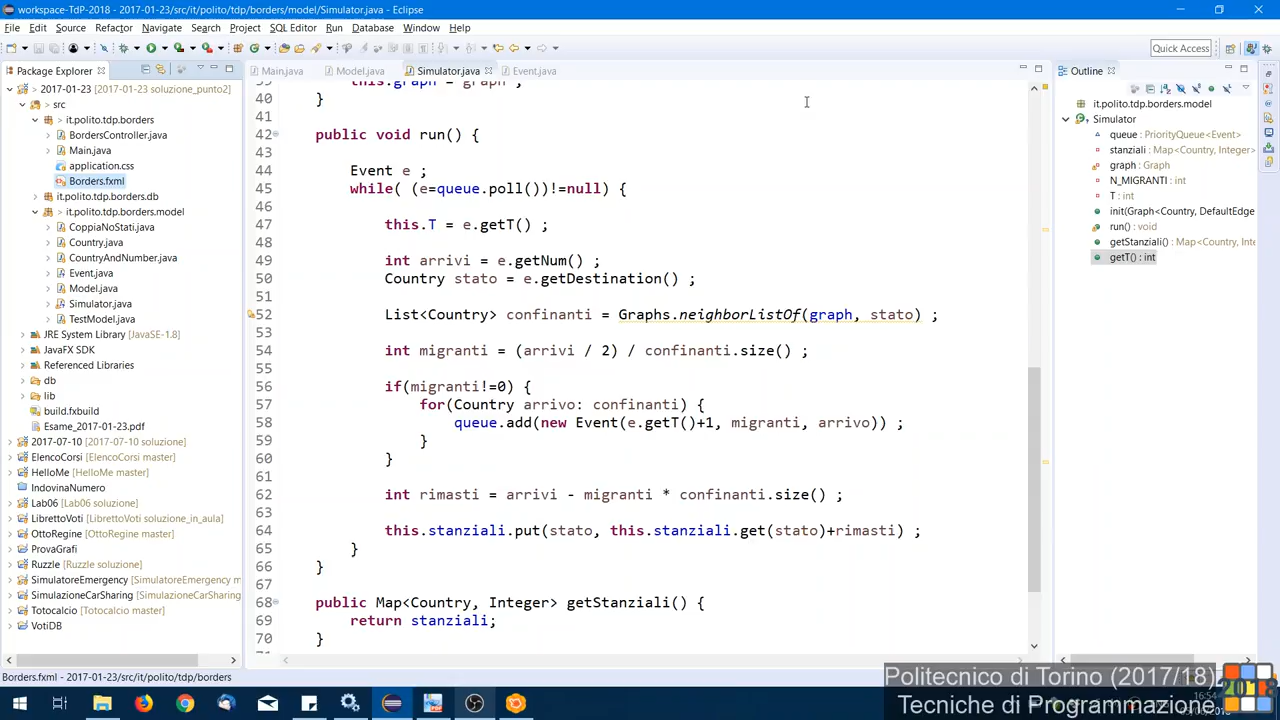 workspace-TdP-2018 - 2017-01-23/src/it/polito/tdp/borders/model/Simulator.java - Eclipse
File Edit Source Refactor Navigate Search Project SQL Editor Run Database Window Help
Quick Access
Package Explorer
2017-01-23 [2017-01-23 soluzione_punto2]
src
it.polito.tdp.borders
BordersController.java
Main.java
application.css
Borders.fxml
it.polito.tdp.borders.db
it.polito.tdp.borders.model
CoppiaNoStati.java
Country.java
CountryAndNumber.java
Event.java
Model.java
Simulator.java
TestModel.java
JRE System Library [JavaSE-1.8]
JavaFX SDK
Referenced Libraries
db
lib
build.fxbuild
Esame_2017-01-23.pdf
2017-07-10 [2017-07-10 soluzione]
ElencoCorsi [ElencoCorsi master]
HelloMe [HelloMe master]
IndovinaNumero
Lab06 [Lab06 soluzione]
LibrettoVoti [LibrettoVoti soluzione_in_aula]
OttoRegine [OttoRegine master]
ProvaGrafi
Ruzzle [Ruzzle soluzione]
SimulatoreEmergency [SimulatoreEmergency m
SimulazioneCarSharing [SimulazioneCarSharing
Totocalcio [Totocalcio master]
VotiDB
Main.java Model.java Simulator.java Event.java
39 this.graph = graph ;
40 }
41
42 public void run() {
43
44 Event e ;
45 while( (e=queue.poll())!=null) {
46
47 this.T = e.getT() ;
48
49 int arrivi = e.getNum() ;
50 Country stato = e.getDestination() ;
51
52 List<Country> confinanti = Graphs.neighborListOf(graph, stato) ;
53
54 int migranti = (arrivi / 2) / confinanti.size() ;
55
56 if(migranti!=0) {
57 for(Country arrivo: confinanti) {
58 queue.add(new Event(e.getT()+1, migranti, arrivo)) ;
59 }
60 }
61
62 int rimasti = arrivi - migranti * confinanti.size() ;
63
64 this.stanziali.put(stato, this.stanziali.get(stato)+rimasti) ;
65 }
66 }
67
68 public Map<Country, Integer> getStanziali() {
69 return stanziali;
70 }
Outline
it.polito.tdp.borders.model
Simulator
queue : PriorityQueue<Event>
stanziali : Map<Country, Integer>
graph : Graph
N_MIGRANTI : int
T : int
init(Graph<Country, DefaultEdge
run() : void
getStanziali() : Map<Country, Inte
getT() : int
Borders.fxml - 2017-01-23/src/it/polito/tdp/borders
Politecnico di Torino (2017/18)
Tecniche di Programmazione
2018
16:54